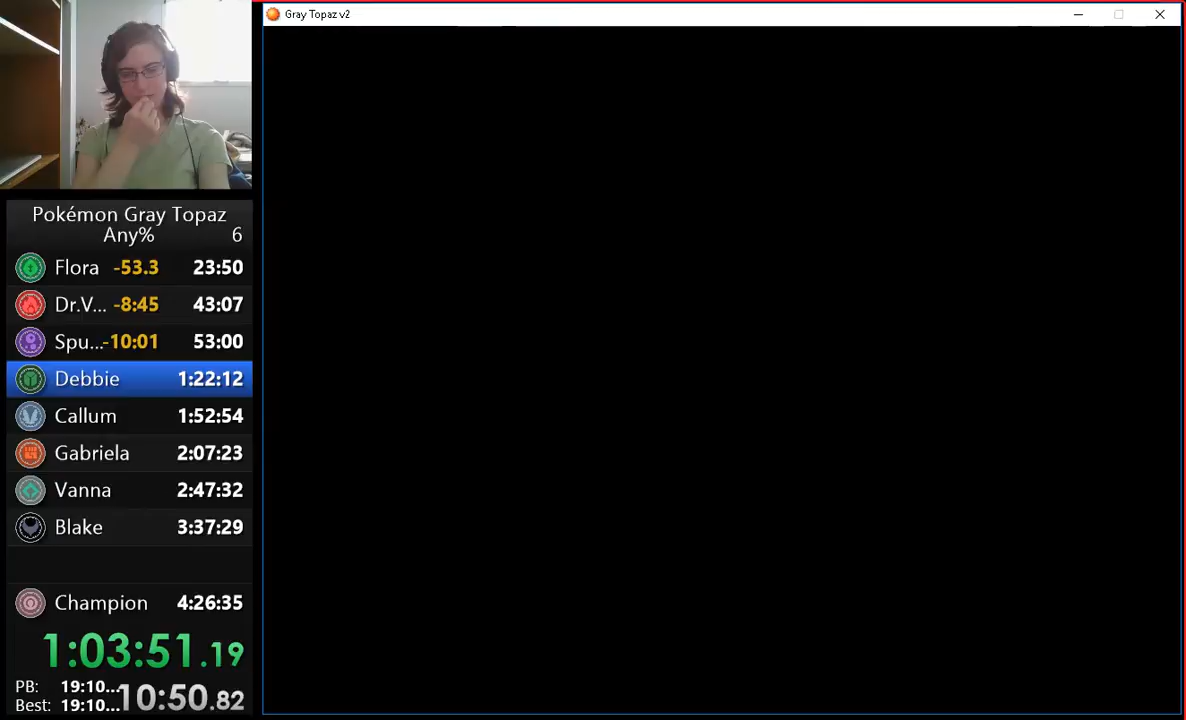 Gray Topaz v2
Pokémon Gray Topaz
Any% 6
Flora -53.3 23:50
Dr.V... -8:45 43:07
Spu... -10:01 53:00
Debbie 1:22:12
Callum 1:52:54
Gabriela 2:07:23
Vanna 2:47:32
Blake 3:37:29
Champion 4:26:35
1:03:51.19
PB: 19:10...
Best: 19:10...
10:50.82